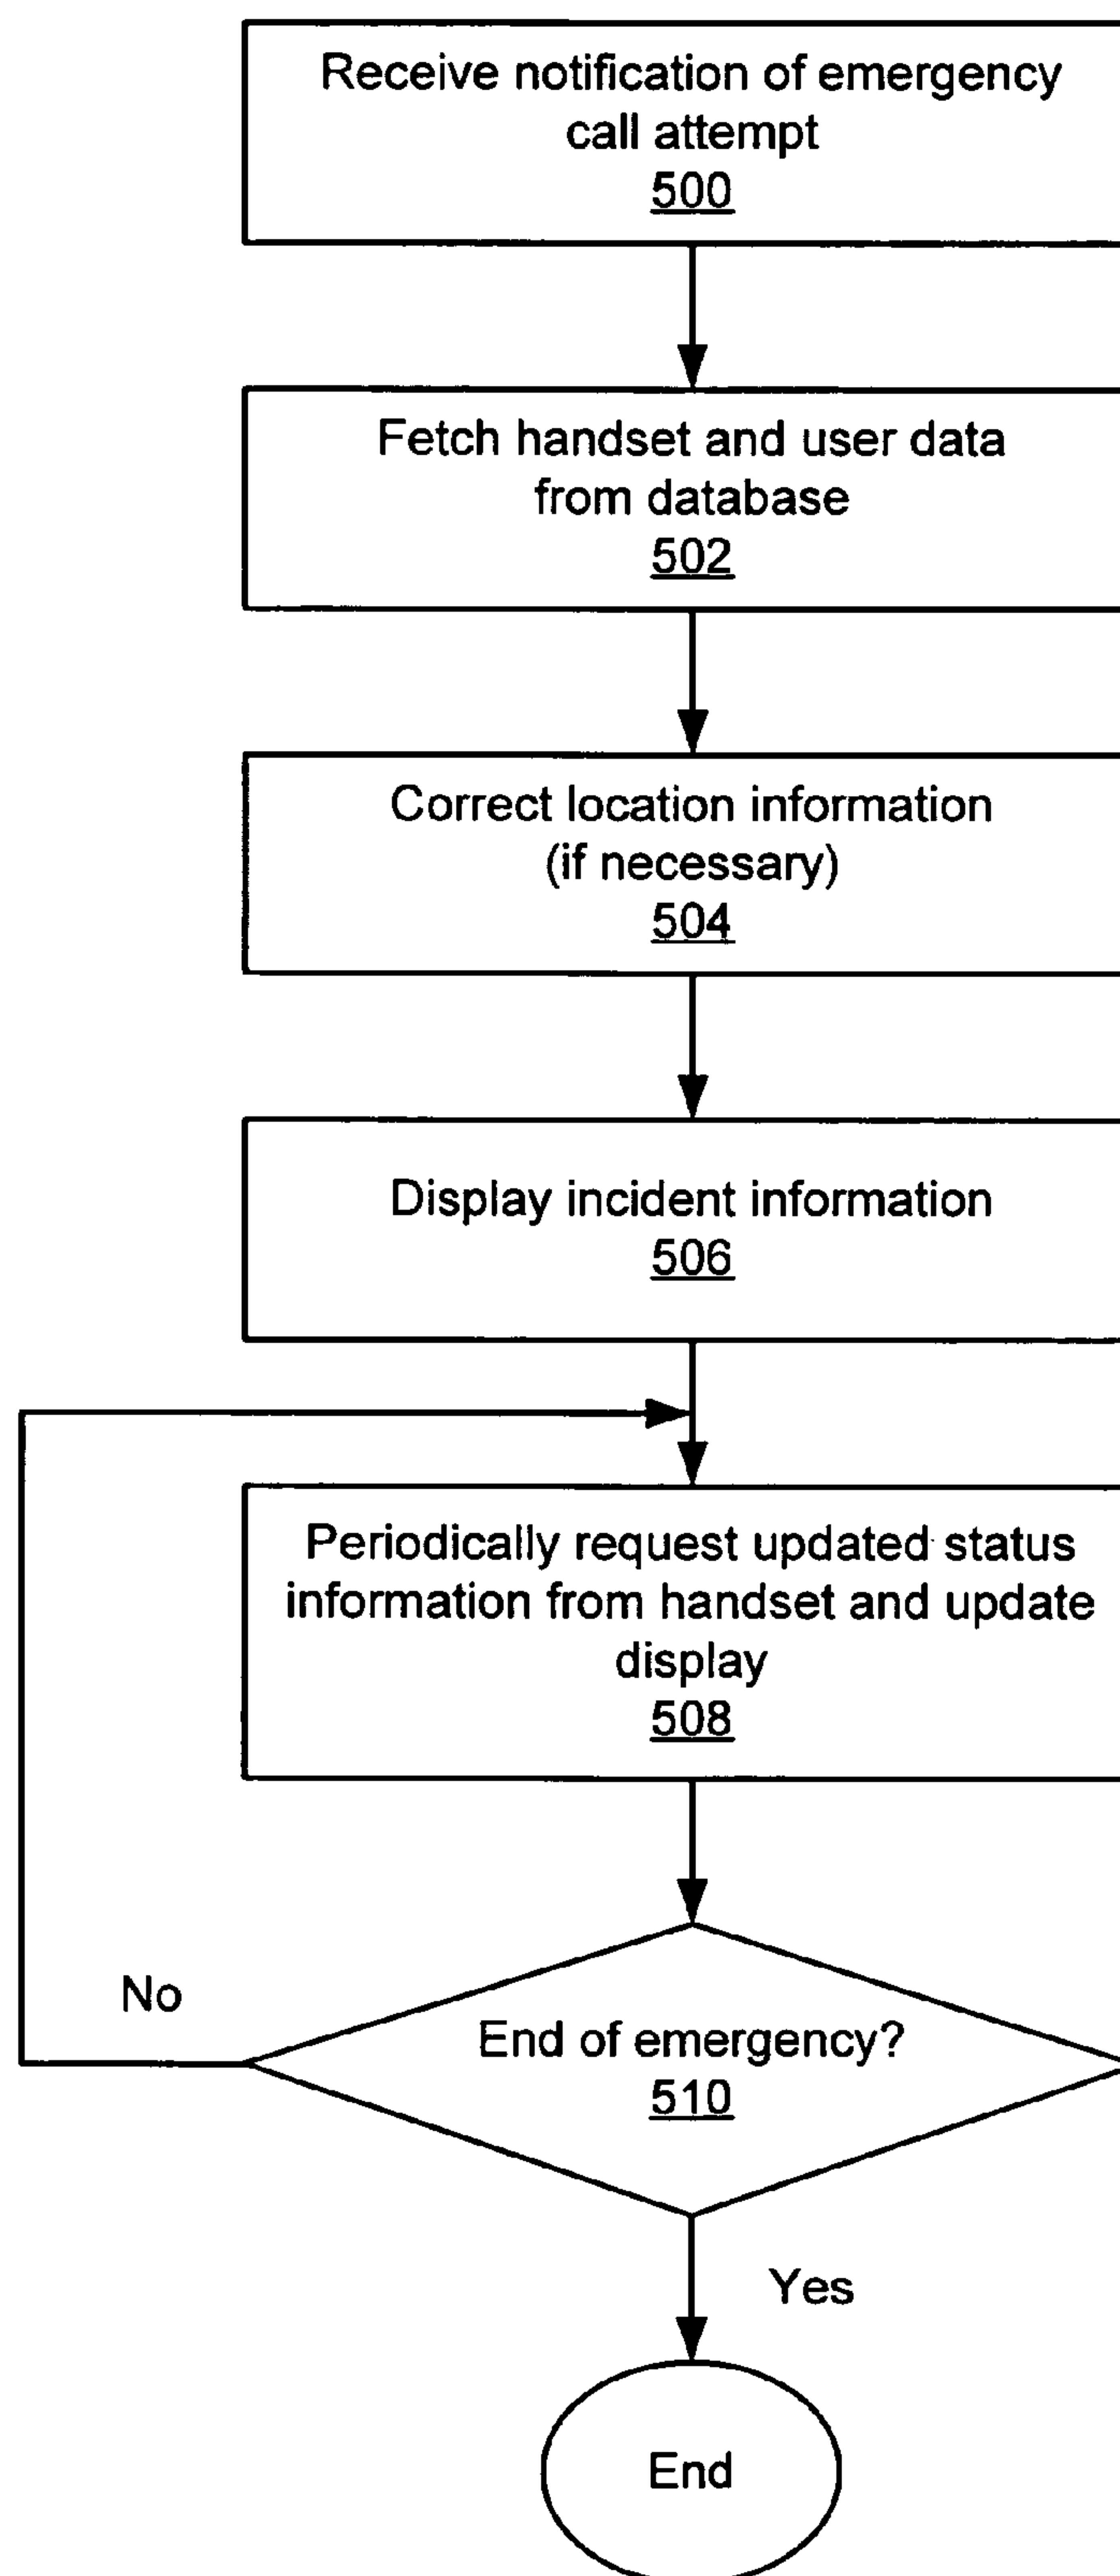 Receive notification of emergency
call attempt
500
Fetch handset and user data
from database
502
Correct location information
(if necessary)
504
Display incident information
506
Periodically request updated status
information from handset and update
display
508
No
End of emergency?
510
Yes
End